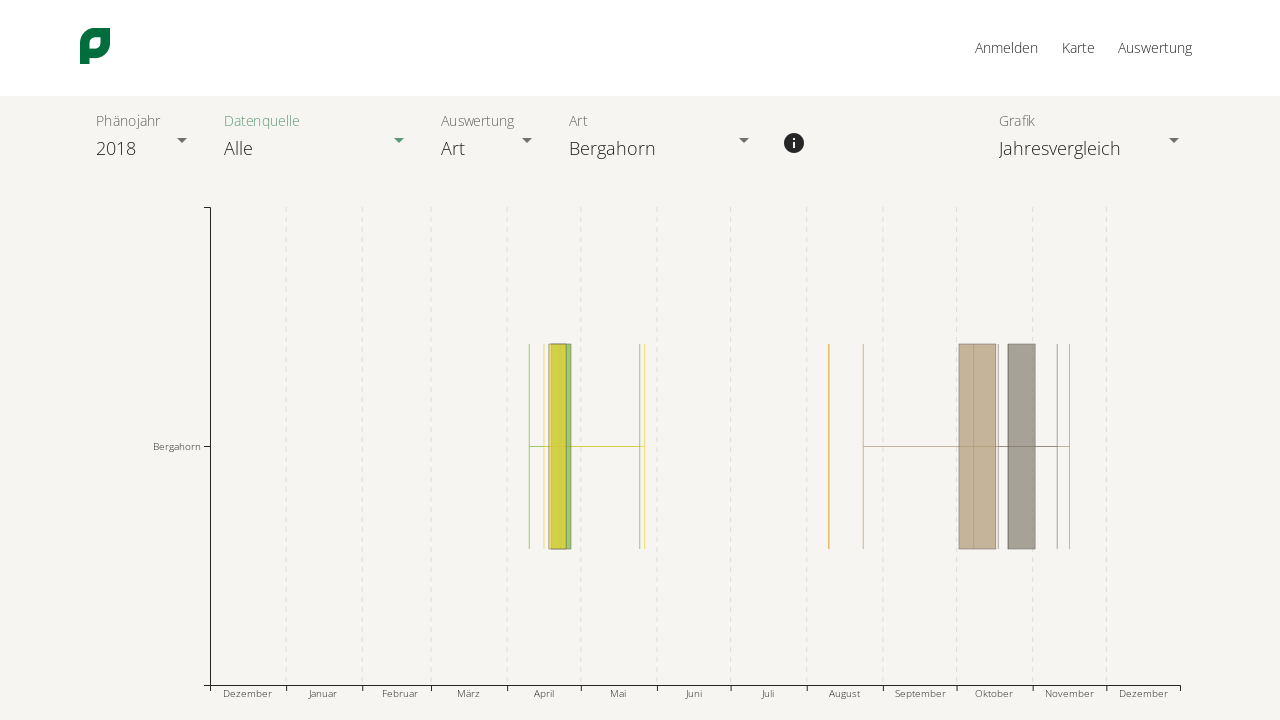 Anmelden Karte Auswertung
Phänojahr Datenquelle Auswertung Art Grafik
2018 Alle Art Bergahorn Jahresvergleich
Bergahorn
Dezember Januar Februar März April Mai Juni Juli August September Oktober November Dezember